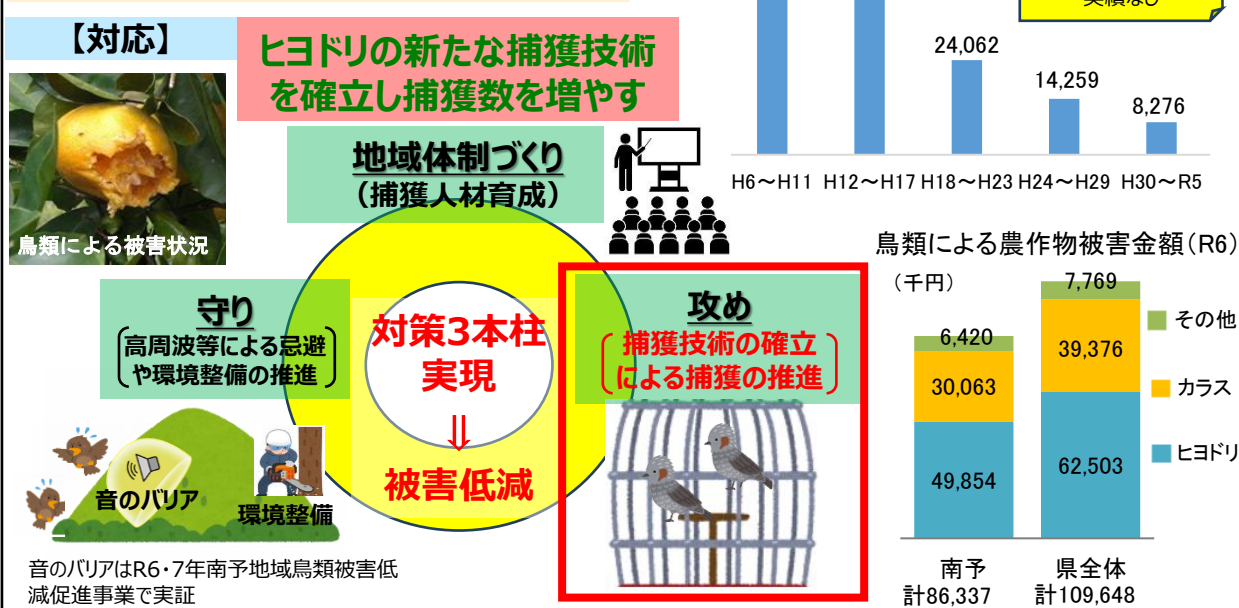 実績なし
【対応】
ヒヨドリの新たな捕獲技術
を確立し捕獲数を増やす
鳥類による被害状況
地域体制づくり
（捕獲人材育成）
守り
高周波等による忌避
や環境整備の推進
対策3本柱
実現
⇓
被害低減
攻め
捕獲技術の確立
による捕獲の推進
音のバリア
環境整備
音のバリアはR6・7年南予地域鳥類被害低
減促進事業で実証
24,062
14,259
8,276
H6～H11 H12～H17 H18～H23 H24～H29 H30～R5
鳥類による農作物被害金額（R6）
（千円）
6,420
30,063
49,854
7,769
39,376
62,503
その他
カラス
ヒヨドリ
南予
計86,337
県全体
計109,648